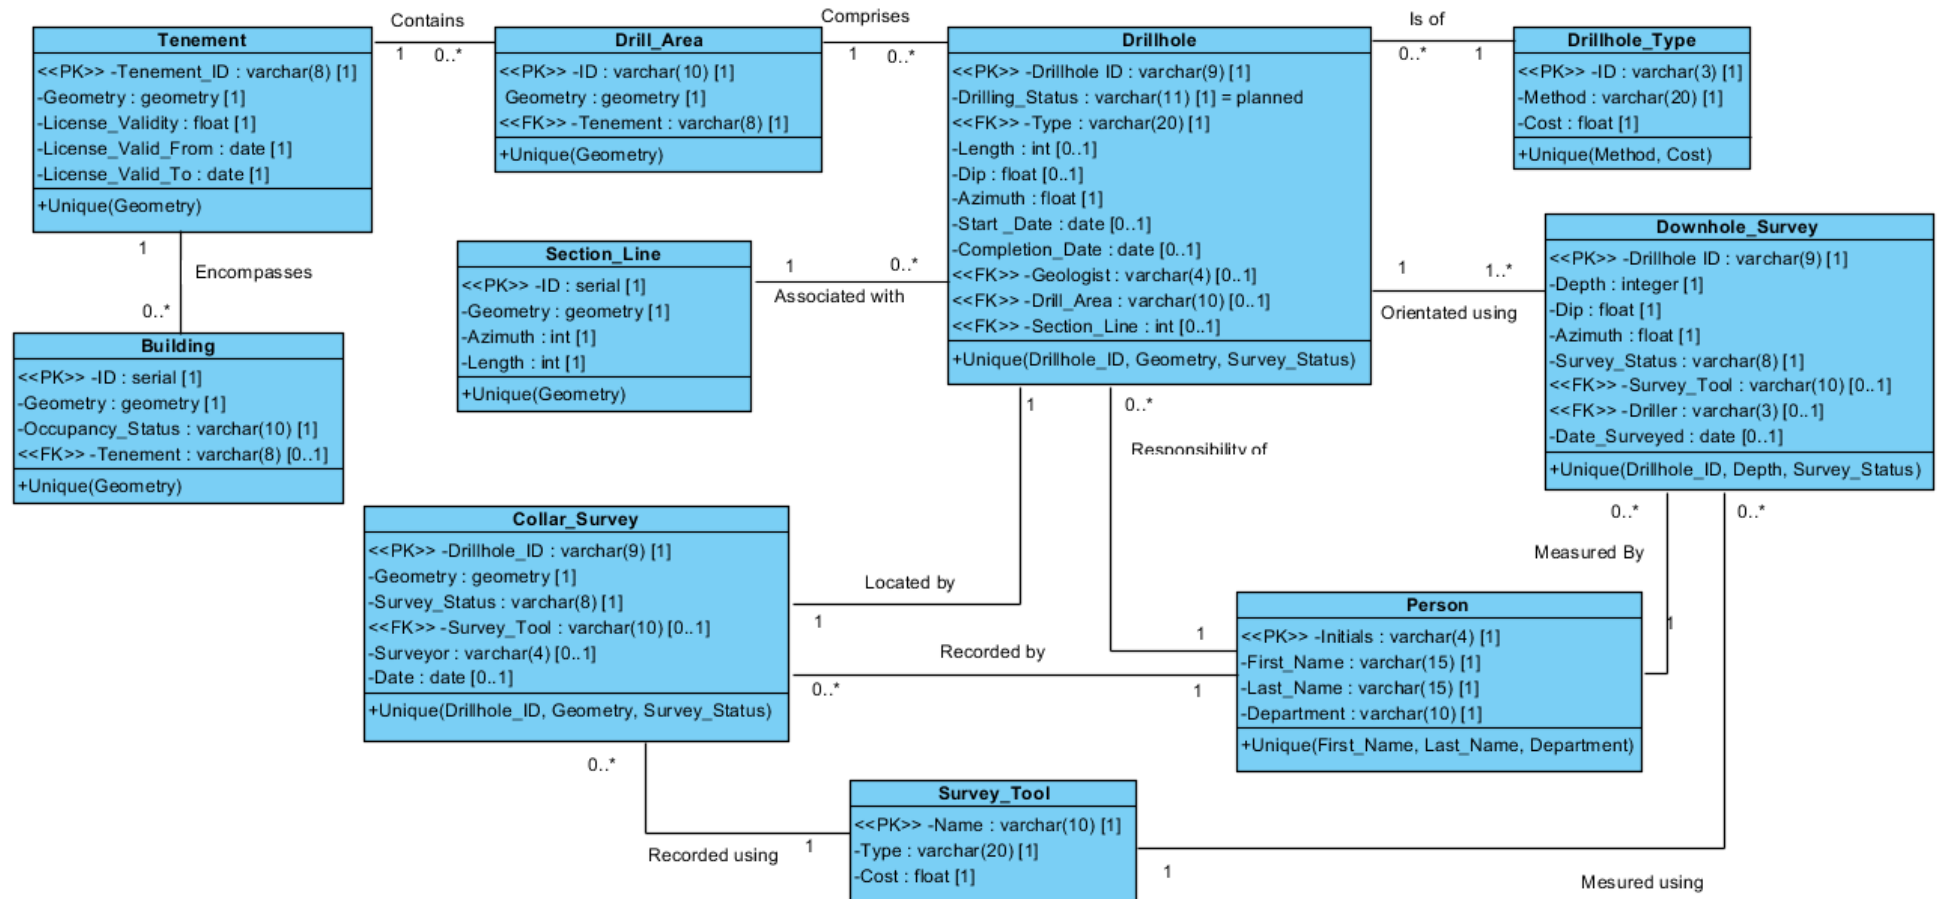 Contains
1
0..*
Comprises
1
0..*
Is of
0..*
1
Tenement
<<PK>> -Tenement_ID : varchar(8) [1]
-Geometry : geometry [1]
-License_Validity : float [1]
-License_Valid_From : date [1]
-License_Valid_To : date [1]
+Unique(Geometry)
Drill_Area
<<PK>> -ID : varchar(10) [1]
Geometry : geometry [1]
<<FK>> -Tenement : varchar(8) [1]
+Unique(Geometry)
Drillhole
<<PK>> -Drillhole ID : varchar(9) [1]
-Drilling_Status : varchar(11) [1] = planned
<<FK>> -Type : varchar(20) [1]
-Length : int [0..1]
-Dip : float [0..1]
-Azimuth : float [1]
-Start _Date : date [0..1]
-Completion_Date : date [0..1]
<<FK>> -Geologist : varchar(4) [0..1]
<<FK>> -Drill_Area : varchar(10) [0..1]
<<FK>> -Section_Line : int [0..1]
+Unique(Drillhole_ID, Geometry, Survey_Status)
Drillhole_Type
<<PK>> -ID : varchar(3) [1]
-Method : varchar(20) [1]
-Cost : float [1]
+Unique(Method, Cost)
1
Encompasses
0..*
Section_Line
<<PK>> -ID : serial [1]
-Geometry : geometry [1]
-Azimuth : int [1]
-Length : int [1]
+Unique(Geometry)
1
0..*
Associated with
1
1..*
Orientated using
Downhole_Survey
<<PK>> -Drillhole ID : varchar(9) [1]
-Depth : integer [1]
-Dip : float [1]
-Azimuth : float [1]
-Survey_Status : varchar(8) [1]
<<FK>> -Survey_Tool : varchar(10) [0..1]
<<FK>> -Driller : varchar(3) [0..1]
-Date_Surveyed : date [0..1]
+Unique(Drillhole_ID, Depth, Survey_Status)
Building
<<PK>> -ID : serial [1]
-Geometry : geometry [1]
-Occupancy_Status : varchar(10) [1]
<<FK>> -Tenement : varchar(8) [0..1]
+Unique(Geometry)
1
0..*
Responsibility of
0..*
0..*
Measured By
1
Collar_Survey
<<PK>> -Drillhole_ID : varchar(9) [1]
-Geometry : geometry [1]
-Survey_Status : varchar(8) [1]
<<FK>> -Survey_Tool : varchar(10) [0..1]
-Surveyor : varchar(4) [0..1]
-Date : date [0..1]
+Unique(Drillhole_ID, Geometry, Survey_Status)
Located by
1
1
Recorded by
0..*
1
Person
<<PK>> -Initials : varchar(4) [1]
-First_Name : varchar(15) [1]
-Last_Name : varchar(15) [1]
-Department : varchar(10) [1]
+Unique(First_Name, Last_Name, Department)
0..*
Recorded using
1
Survey_Tool
<<PK>> -Name : varchar(10) [1]
-Type : varchar(20) [1]
-Cost : float [1]
1
Mesured using